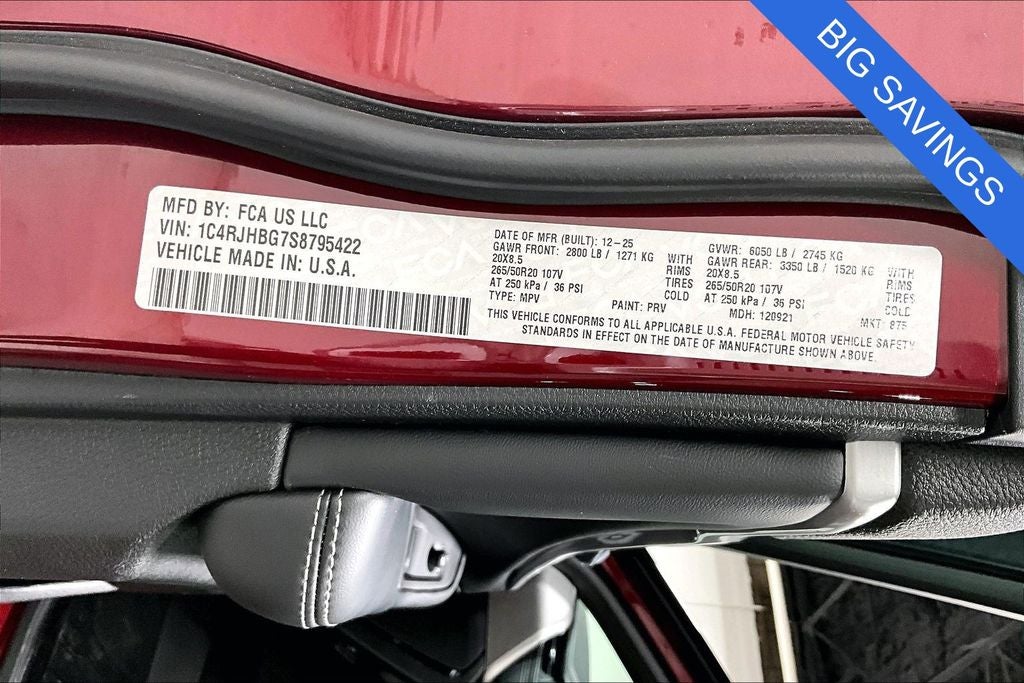 BIG SAVINGS
MFD BY: FCA US LLC
VIN: 1C4RJHBG7S8795422
VEHICLE MADE IN: U.S.A.
DATE OF MFR (BUILT): 12-25
GAWR FRONT: 2800 LB / 1271 KG WITH
20X8.5 RIMS
265/50R20 107V TIRES
AT 250 kPa / 36 PSI COLD
TYPE: MPV PAINT: PRV
GVWR: 6050 LB / 2745 KG
GAWR REAR: 3350 LB / 1520 KG WITH
20X8.5 RIMS
265/50R20 107V TIRES
AT 250 kPa / 36 PSI COLD
MDH: 120921 MKT: 875
THIS VEHICLE CONFORMS TO ALL APPLICABLE U.S.A. FEDERAL MOTOR VEHICLE SAFETY
STANDARDS IN EFFECT ON THE DATE OF MANUFACTURE SHOWN ABOVE.